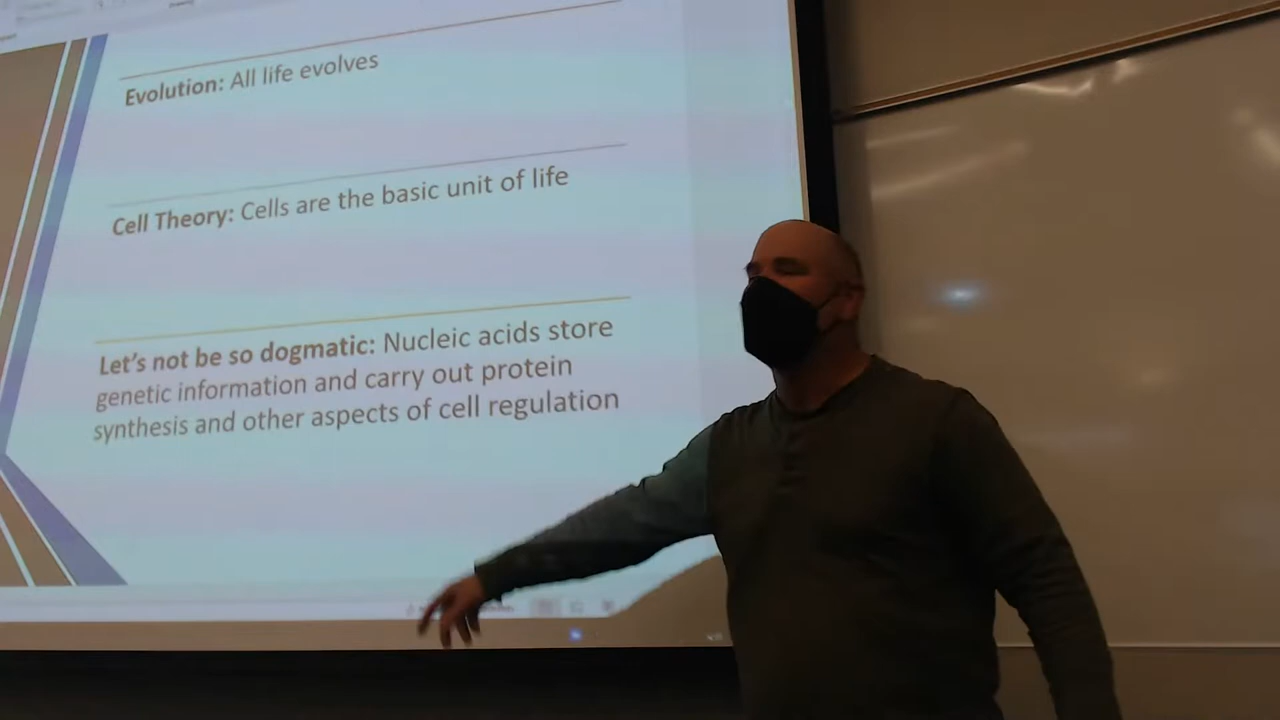 Evolution: All life evolves
Cell Theory: Cells are the basic unit of life
Let's not be so dogmatic: Nucleic acids store
genetic information and carry out protein
synthesis and other aspects of cell regulation